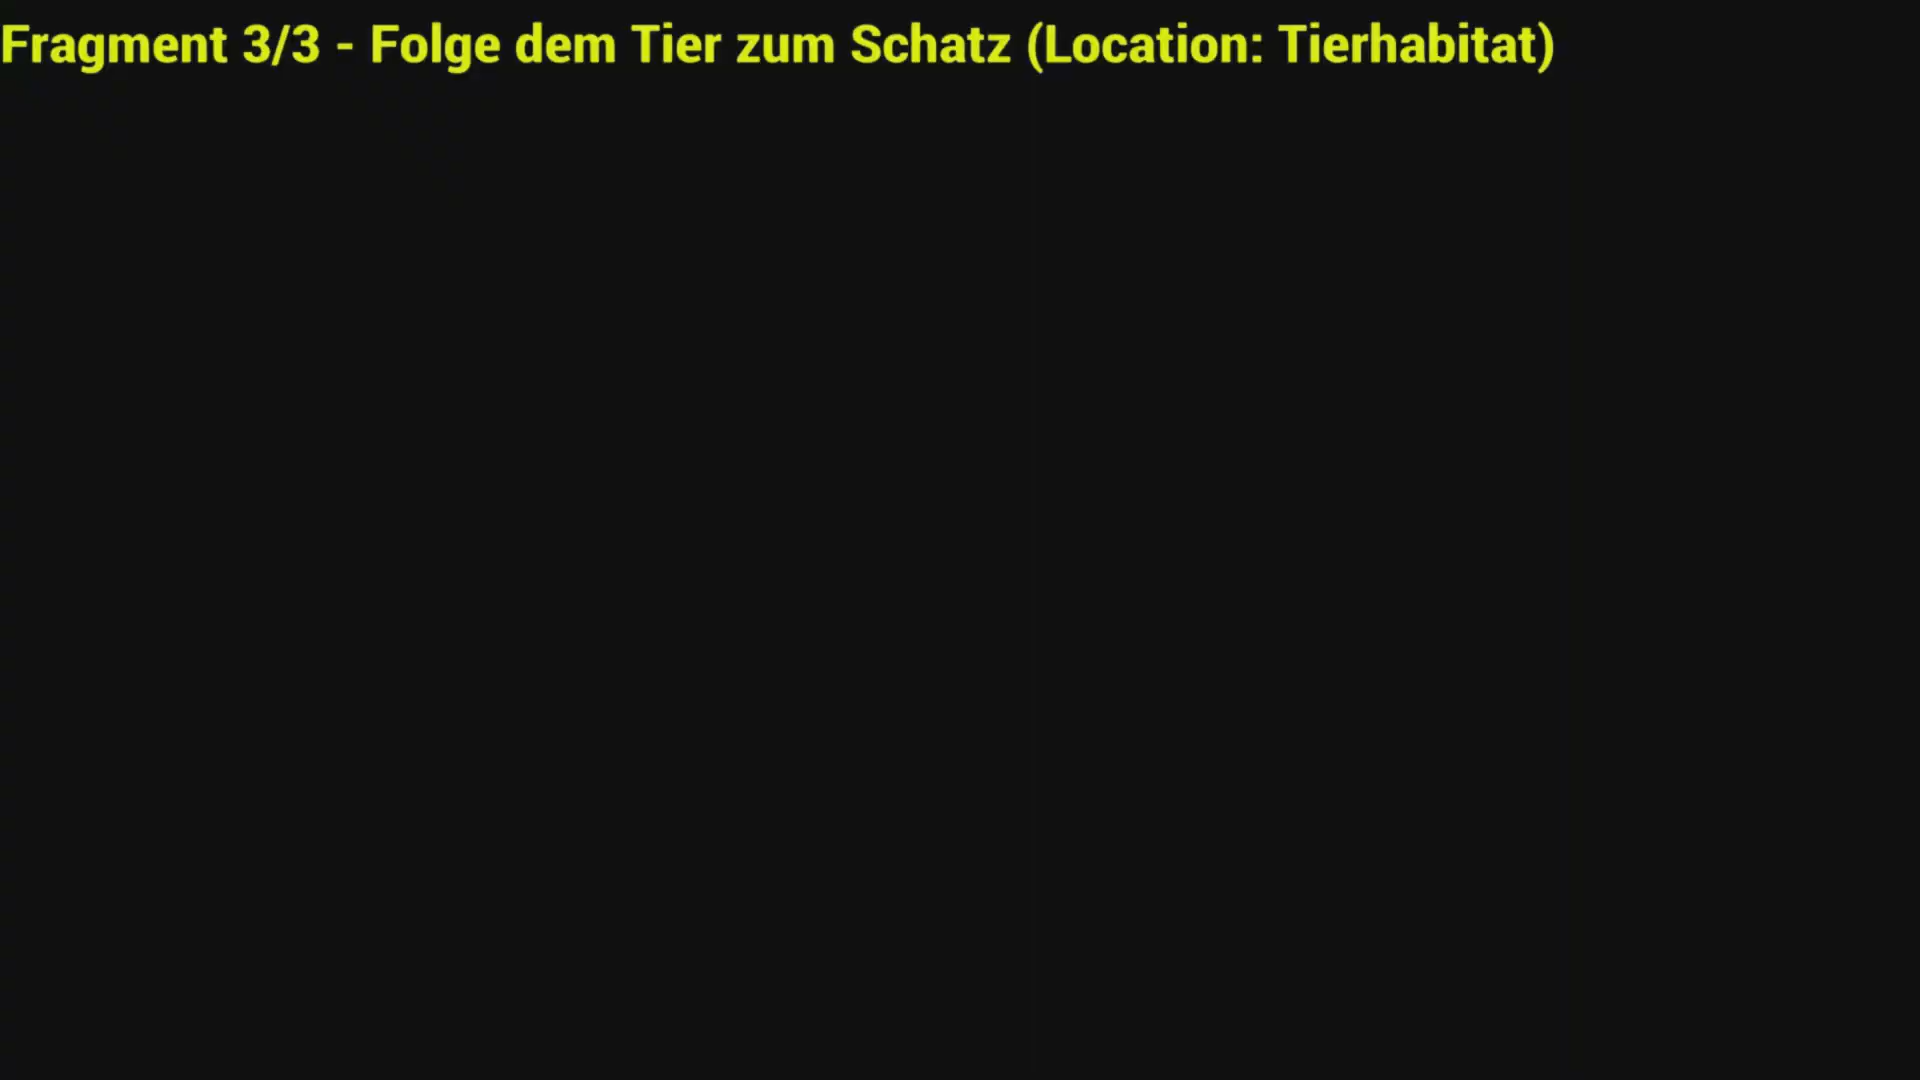 Fragment 3/3 - Folge dem Tier zum Schatz (Location: Tierhabitat)